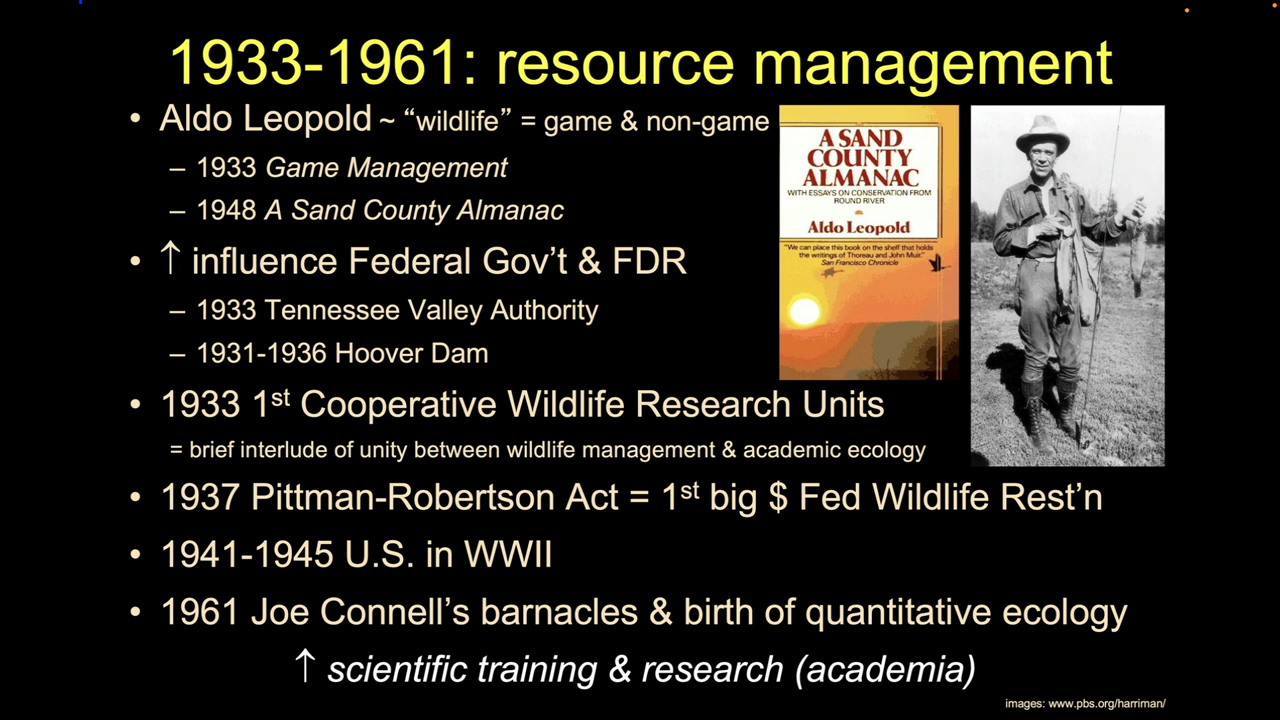 1933-1961: resource management
• Aldo Leopold ~ “wildlife” = game & non-game
– 1933 Game Management
– 1948 A Sand County Almanac
• ↑ influence Federal Gov’t & FDR
– 1933 Tennessee Valley Authority
– 1931-1936 Hoover Dam
• 1933 1st Cooperative Wildlife Research Units
= brief interlude of unity between wildlife management & academic ecology
• 1937 Pittman-Robertson Act = 1st big $ Fed Wildlife Rest’n
• 1941-1945 U.S. in WWII
• 1961 Joe Connell’s barnacles & birth of quantitative ecology
↑ scientific training & research (academia)
A SAND
COUNTY
ALMANAC
WITH ESSAYS ON CONSERVATION FROM
ROUND RIVER
Aldo Leopold
"We can place this book on the shelf that holds
the writings of Thoreau and John Muir."
San Francisco Chronicle
images: www.pbs.org/harriman/